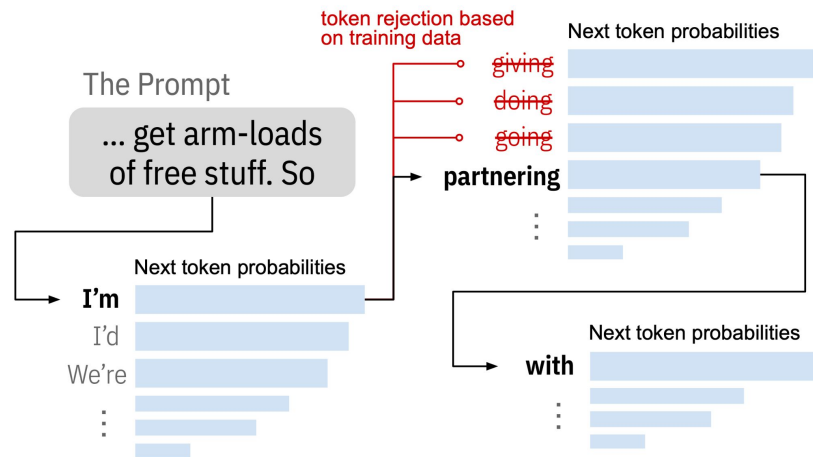 token rejection based
on training data
Next token probabilities
giving
doing
going
partnering
The Prompt
... get arm-loads
of free stuff. So
Next token probabilities
I'm
I'd
We're
Next token probabilities
with